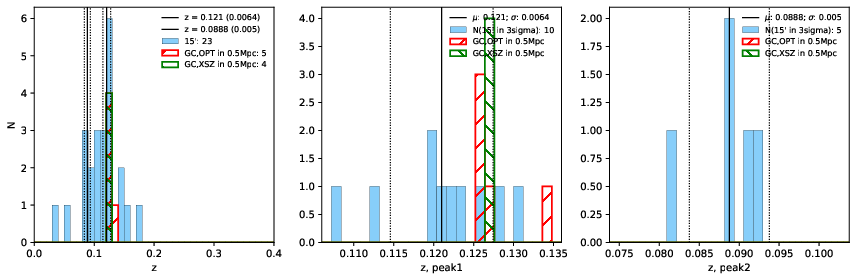 z = 0.121 (0.0064)
z = 0.0888 (0.005)
15': 23
GC,OPT in 0.5Mpc: 5
GC,XSZ in 0.5Mpc: 4
N
6
5
4
3
2
1
0
0.0 0.1 0.2 0.3 0.4
z
μ: 0.121; σ: 0.0064
N(15' in 3sigma): 10
GC,OPT in 0.5Mpc
GC,XSZ in 0.5Mpc
4.0
3.5
3.0
2.5
2.0
1.5
1.0
0.5
0.0
0.110 0.115 0.120 0.125 0.130 0.135
z, peak1
μ: 0.0888; σ: 0.005
N(15' in 3sigma): 5
GC,OPT in 0.5Mpc
GC,XSZ in 0.5Mpc
2.00
1.75
1.50
1.25
1.00
0.75
0.50
0.25
0.00
0.075 0.080 0.085 0.090 0.095 0.100
z, peak2